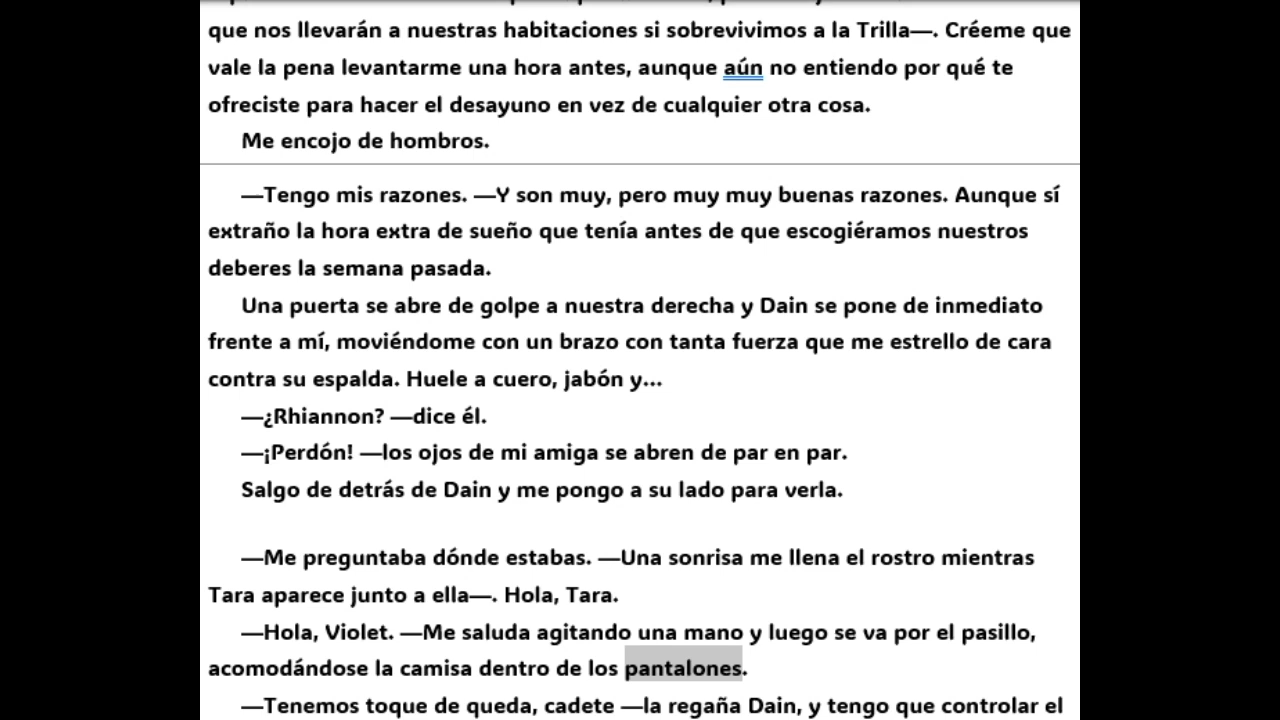 que nos llevarán a nuestras habitaciones si sobrevivimos a la Trilla—. Créeme que
vale la pena levantarme una hora antes, aunque aún no entiendo por qué te
ofreciste para hacer el desayuno en vez de cualquier otra cosa.
Me encojo de hombros.
—Tengo mis razones. —Y son muy, pero muy muy buenas razones. Aunque sí
extraño la hora extra de sueño que tenía antes de que escogiéramos nuestros
deberes la semana pasada.
Una puerta se abre de golpe a nuestra derecha y Dain se pone de inmediato
frente a mí, moviéndome con un brazo con tanta fuerza que me estrello de cara
contra su espalda. Huele a cuero, jabón y...
—¿Rhiannon? —dice él.
—¡Perdón! —los ojos de mi amiga se abren de par en par.
Salgo de detrás de Dain y me pongo a su lado para verla.
—Me preguntaba dónde estabas. —Una sonrisa me llena el rostro mientras
Tara aparece junto a ella—. Hola, Tara.
—Hola, Violet. —Me saluda agitando una mano y luego se va por el pasillo,
acomodándose la camisa dentro de los pantalones.
—Tenemos toque de queda, cadete —la regaña Dain, y tengo que controlar el